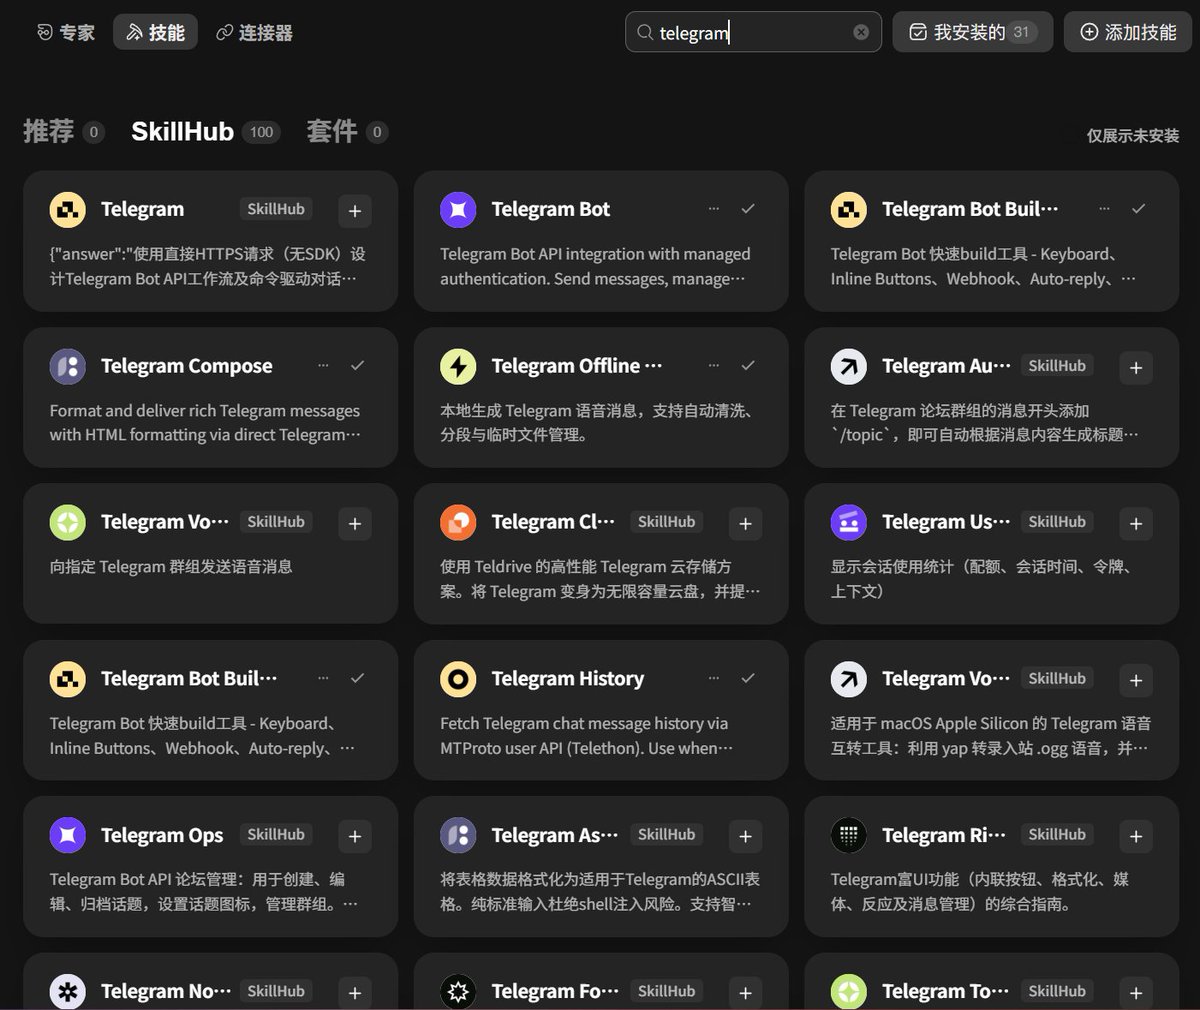 专家
技能
连接器
telegram
我安装的 31
添加技能
推荐 0
SkillHub 100
套件 0
仅展示未安装
Telegram SkillHub
{"answer":"使用直接HTTPS请求（无SDK）设
计Telegram Bot API工作流及命令驱动对话···
Telegram Bot
Telegram Bot API integration with managed
authentication. Send messages, manage···
Telegram Bot Buil···
Telegram Bot 快速build工具 - Keyboard、
Inline Buttons、Webhook、Auto-reply、···
Telegram Compose
Format and deliver rich Telegram messages
with HTML formatting via direct Telegram···
Telegram Offline ···
本地生成 Telegram 语音消息，支持自动清洗、
分段与临时文件管理。
Telegram Au··· SkillHub
在 Telegram 论坛群组的消息开头添加
`/topic`，即可自动根据消息内容生成标题···
Telegram Vo··· SkillHub
向指定 Telegram 群组发送语音消息
Telegram Cl··· SkillHub
使用 Teldrive 的高性能 Telegram 云存储方
案。将 Telegram 变身为无限容量云盘，并提···
Telegram Us··· SkillHub
显示会话使用统计（配额、会话时间、令牌、
上下文）
Telegram Bot Buil···
Telegram Bot 快速build工具 - Keyboard、
Inline Buttons、Webhook、Auto-reply、···
Telegram History
Fetch Telegram chat message history via
MTProto user API (Telethon). Use when···
Telegram Vo··· SkillHub
适用于 macOS Apple Silicon 的 Telegram 语音
互转工具：利用 yap 转录入站 .ogg 语音，并···
Telegram Ops SkillHub
Telegram Bot API 论坛管理：用于创建、编
辑、归档话题，设置话题图标，管理群组。···
Telegram As··· SkillHub
将表格数据格式化为适用于Telegram的ASCII表
格。纯标准输入杜绝shell注入风险。支持智···
Telegram Ri··· SkillHub
Telegram富UI功能（内联按钮、格式化、媒
体、反应及消息管理）的综合指南。
Telegram No··· SkillHub
Telegram Fo··· SkillHub
Telegram To··· SkillHub